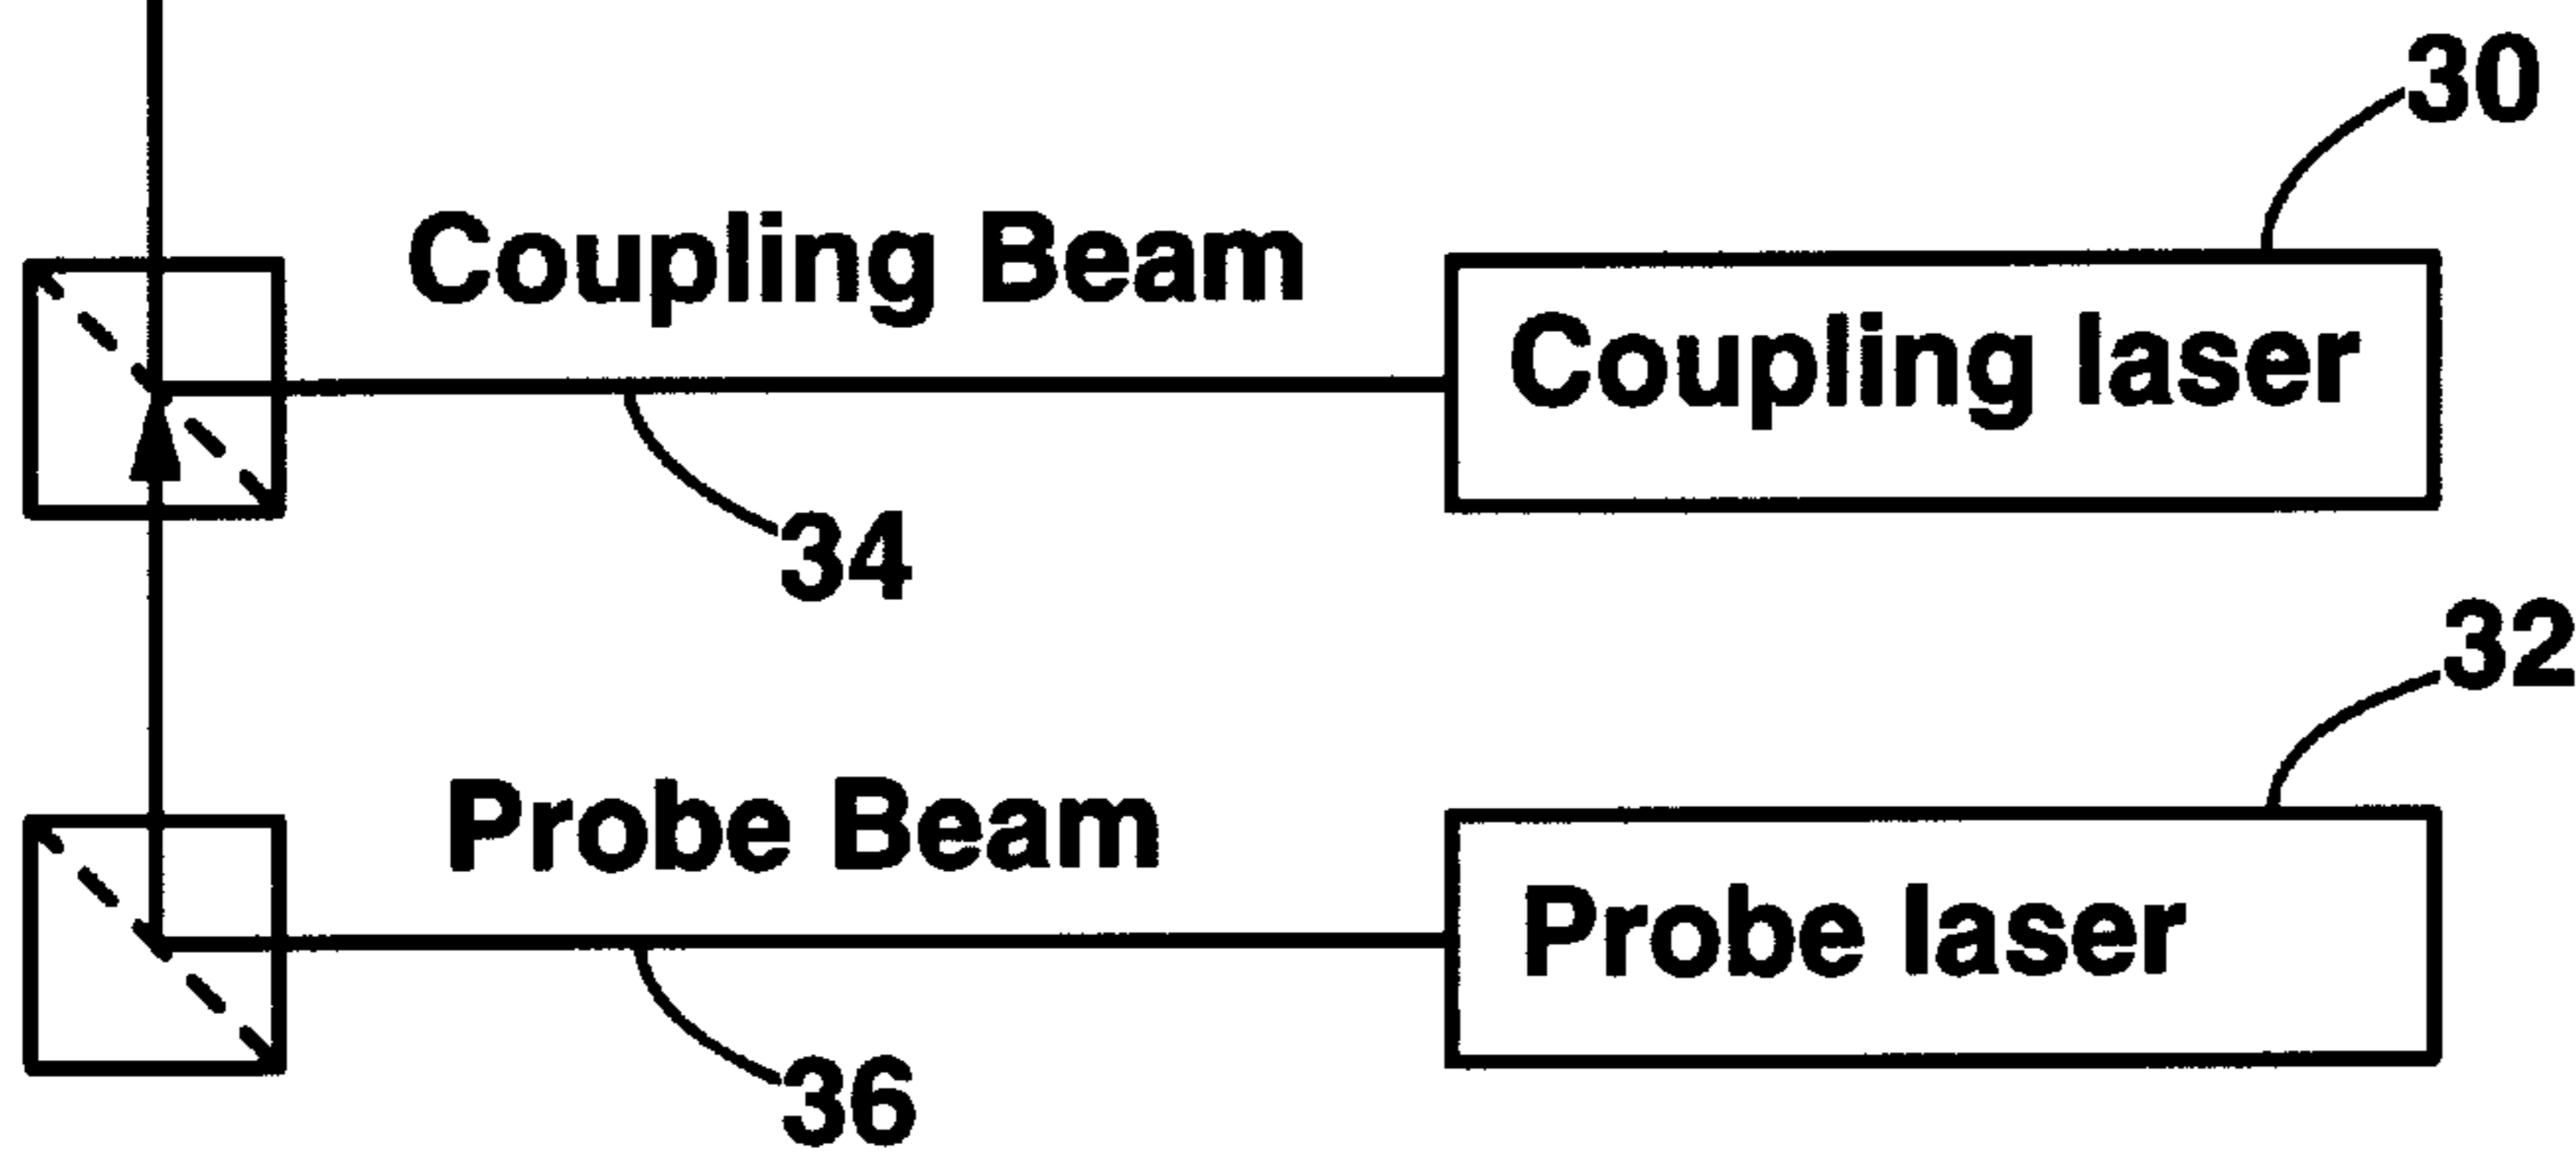 30
Coupling Beam
Coupling laser
34
32
Probe Beam
Probe laser
36